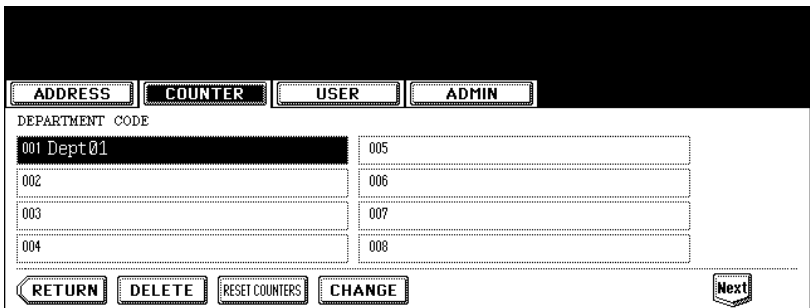 ADDRESS COUNTER USER ADMIN
DEPARTMENT CODE
001 Dept01 005
002 006
003 007
004 008
RETURN DELETE RESET COUNTERS CHANGE Next